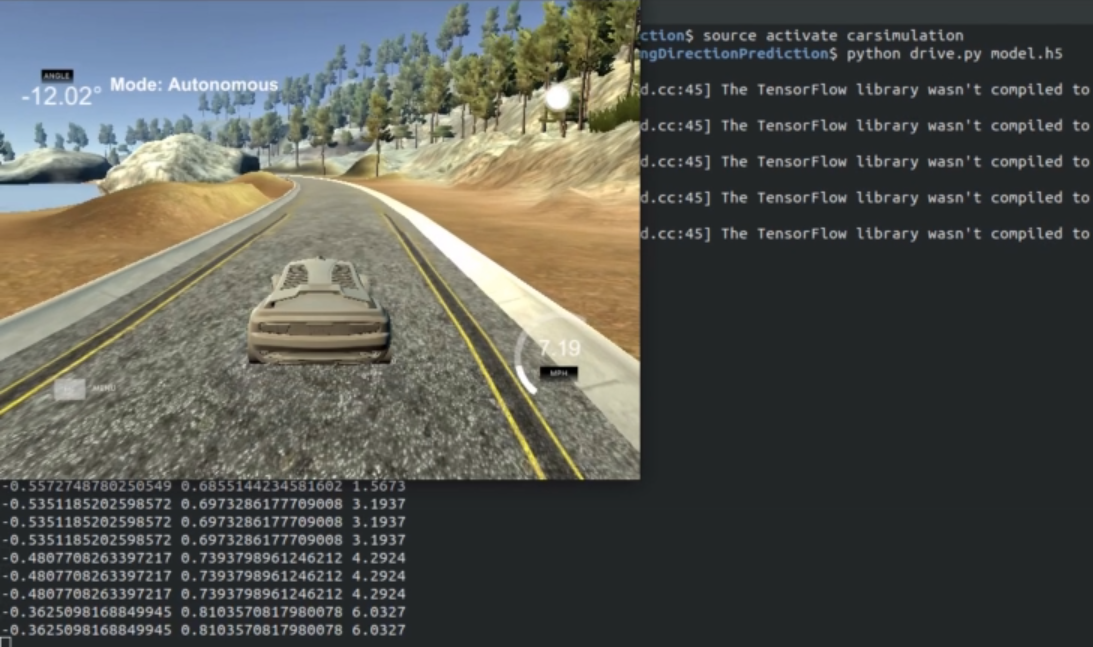 ction$ source activate carsimulation
ngDirectionPrediction$ python drive.py model.h5
d.cc:45] The TensorFlow library wasn't compiled to
d.cc:45] The TensorFlow library wasn't compiled to
d.cc:45] The TensorFlow library wasn't compiled to
d.cc:45] The TensorFlow library wasn't compiled to
d.cc:45] The TensorFlow library wasn't compiled to
ANGLE
-12.02°
Mode: Autonomous
7.19
MPH
MENU
-0.5572748780250549 0.6855144234581602 1.5673
-0.5351185202598572 0.6973286177709008 3.1937
-0.5351185202598572 0.6973286177709008 3.1937
-0.5351185202598572 0.6973286177709008 3.1937
-0.4807708263397217 0.7393798961246212 4.2924
-0.4807708263397217 0.7393798961246212 4.2924
-0.4807708263397217 0.7393798961246212 4.2924
-0.3625098168849945 0.8103570817980078 6.0327
-0.3625098168849945 0.8103570817980078 6.0327